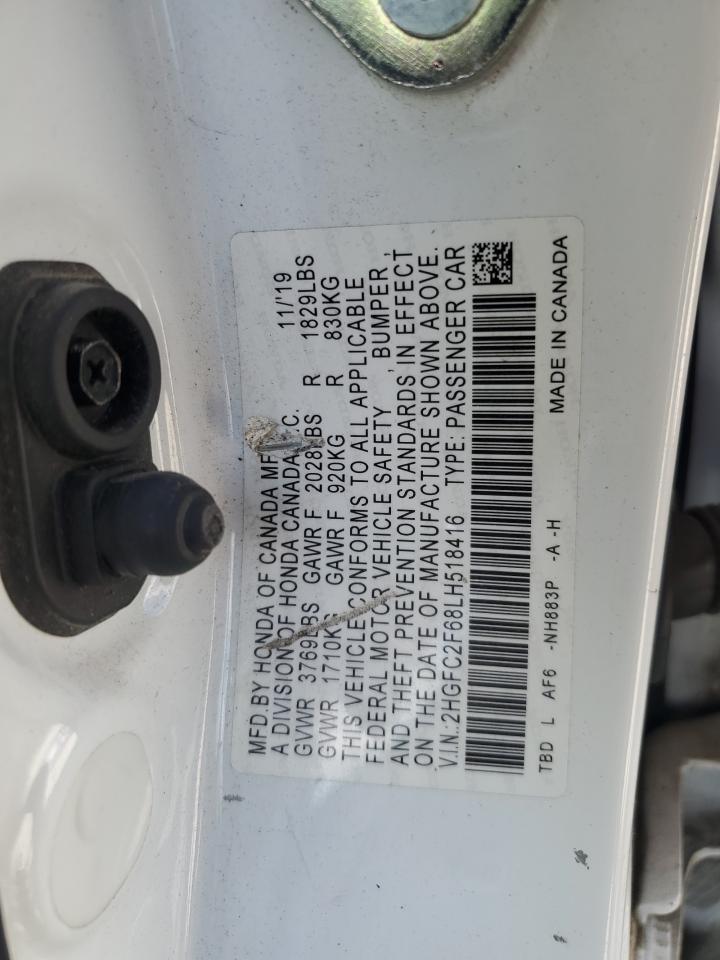 MFD.BY HONDA OF CANADA MFG. 11/'19
A DIVISION OF HONDA CANADA INC.
GVWR 3769LBS GAWR F 2028LBS R 1829LBS
GVWR 1710KG GAWR F 920KG R 830KG
THIS VEHICLE CONFORMS TO ALL APPLICABLE
FEDERAL MOTOR VEHICLE SAFETY , BUMPER ,
AND THEFT PREVENTION STANDARDS IN EFFECT
ON THE DATE OF MANUFACTURE SHOWN ABOVE.
V.I.N.:2HGFC2F68LH518416 TYPE: PASSENGER CAR
TBD L AF6 -NH883P -A -H MADE IN CANADA